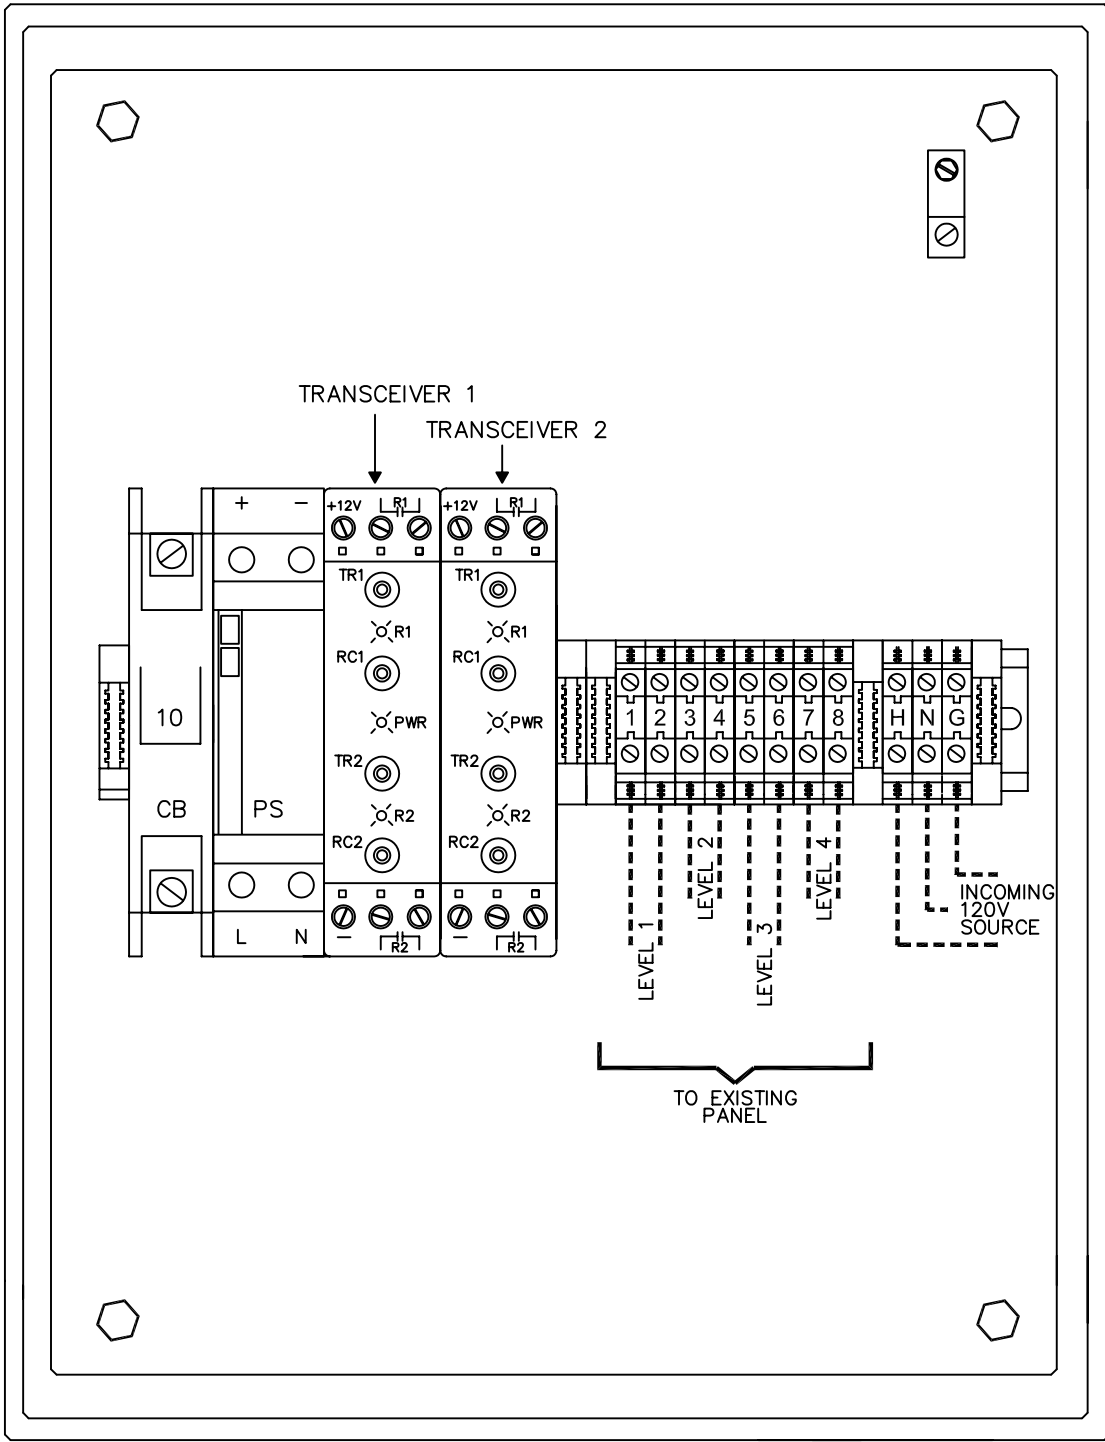 TRANSCEIVER 1
TRANSCEIVER 2
+ −
+12V R1
+12V R1
TR1
TR1
R1
R1
RC1
RC1
PWR
PWR
10
1 2 3 4 5 6 7 8 H N G
TR2
TR2
CB
PS
R2
R2
RC2
RC2
L N
− R2
− R2
LEVEL 1
LEVEL 2
LEVEL 3
LEVEL 4
INCOMING
120V
SOURCE
TO EXISTING
PANEL